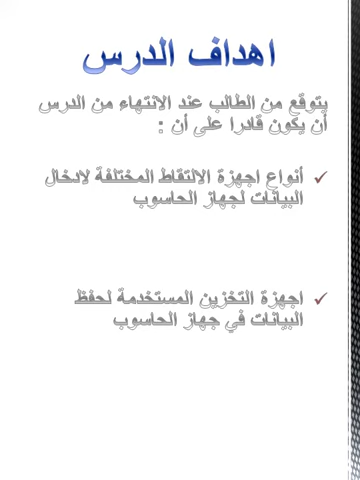 اهداف الدرس
يتوقع من الطالب عند الانتهاء من الدرس
أن يكون قادرا على أن :
أنواع اجهزة الالتقاط المختلفة لادخال
البيانات لجهاز الحاسوب
اجهزة التخزين المستخدمة لحفظ
البيانات في جهاز الحاسوب